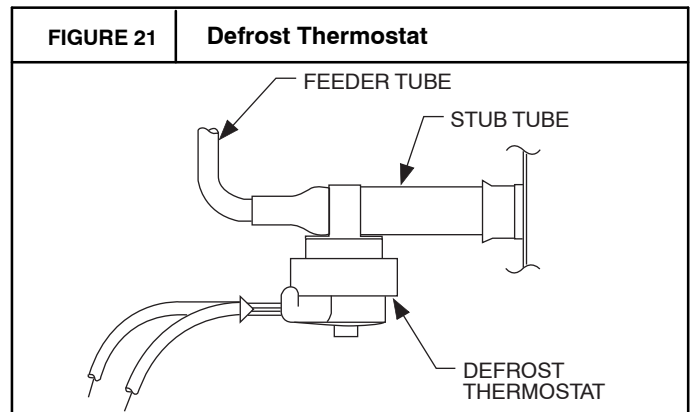 FIGURE 21 Defrost Thermostat
FEEDER TUBE
STUB TUBE
DEFROST
THERMOSTAT